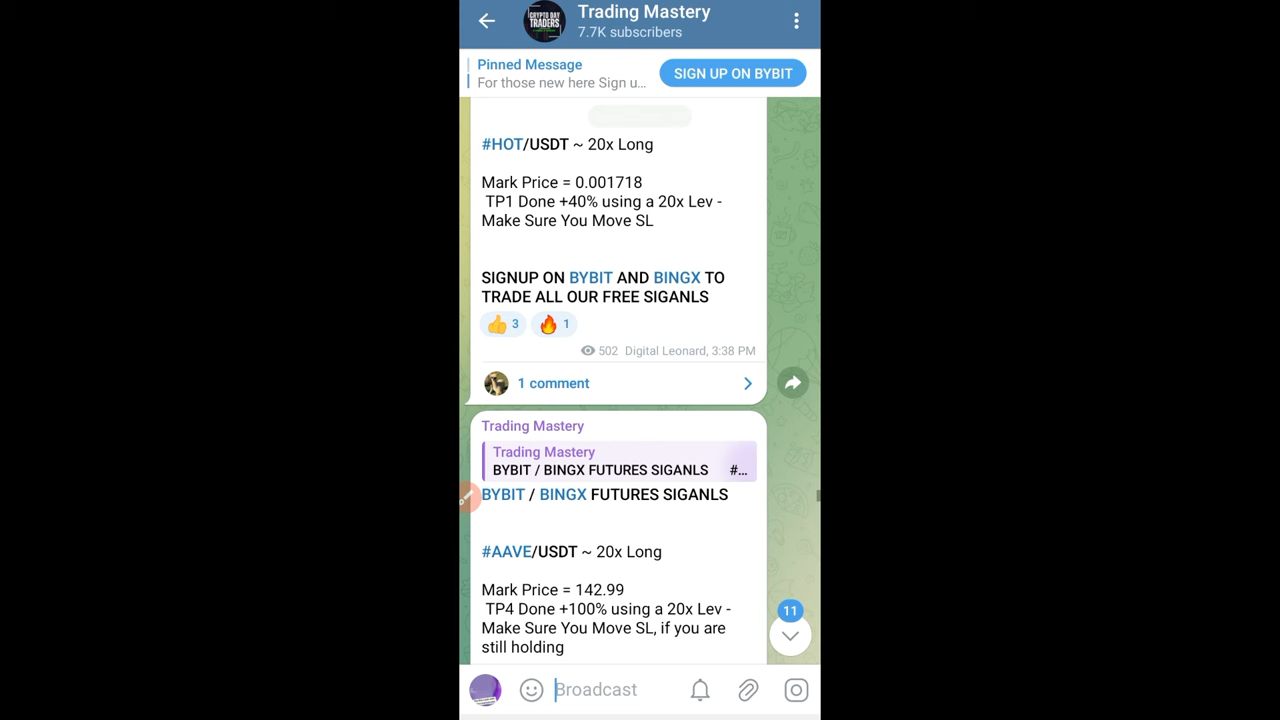 Trading Mastery
7.7K subscribers
CRYPTO DAY
TRADERS
Pinned Message
For those new here Sign u...
SIGN UP ON BYBIT
#HOT/USDT ~ 20x Long
Mark Price = 0.001718
TP1 Done +40% using a 20x Lev -
Make Sure You Move SL
SIGNUP ON BYBIT AND BINGX TO
TRADE ALL OUR FREE SIGANLS
3
1
502 Digital Leonard, 3:38 PM
1 comment
Trading Mastery
Trading Mastery
BYBIT / BINGX FUTURES SIGANLS #...
BYBIT / BINGX FUTURES SIGANLS
#AAVE/USDT ~ 20x Long
Mark Price = 142.99
TP4 Done +100% using a 20x Lev -
Make Sure You Move SL, if you are
still holding
11
Broadcast